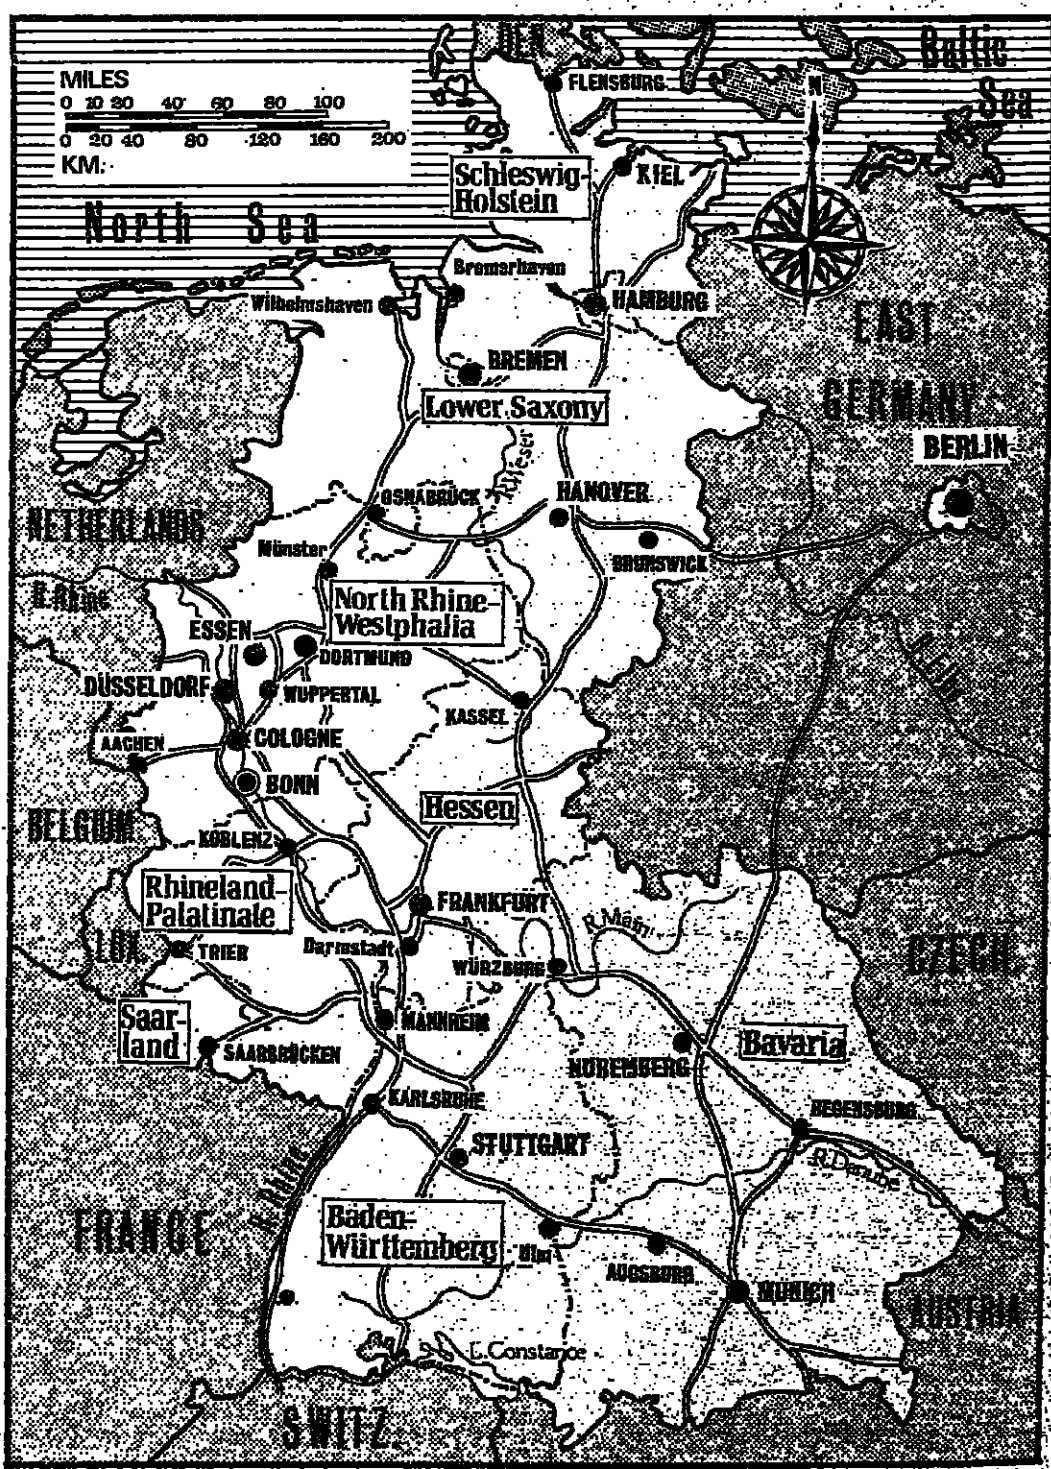 DEN.
Baltic
Sea
MILES
0 10 20 40 60 80 100
0 20 40 80 120 160 200
KM.
N
FLENSBURG
Schleswig-
Holstein
KIEL
North Sea
Bremerhaven
Wilhelmshaven
HAMBURG
EAST
GERMANY
BREMEN
Lower Saxony
BERLIN
R.Weser
OSNABRÜCK
HANOVER
NETHERLANDS
Münster
BRUNSWICK
R.Rhine
North Rhine-
Westphalia
ESSEN
DORTMUND
DÜSSELDORF
WUPPERTAL
KASSEL
AACHEN
COLOGNE
BONN
Hessen
BELGIUM
KOBLENZ
Rhineland-
Palatinate
FRANKFURT
R.Main
LUX.
TRIER
Darmstadt
WÜRZBURG
CZECH.
Saar-
land
MANNHEIM
SAARBRÜCKEN
NUREMBERG
Bavaria
KARLSRUHE
REGENSBURG
STUTTGART
R.Danube
R.Rhine
FRANCE
Baden-
Württemberg
Ulm
AUGSBURG
MUNICH
AUSTRIA
L.Constance
SWITZ.